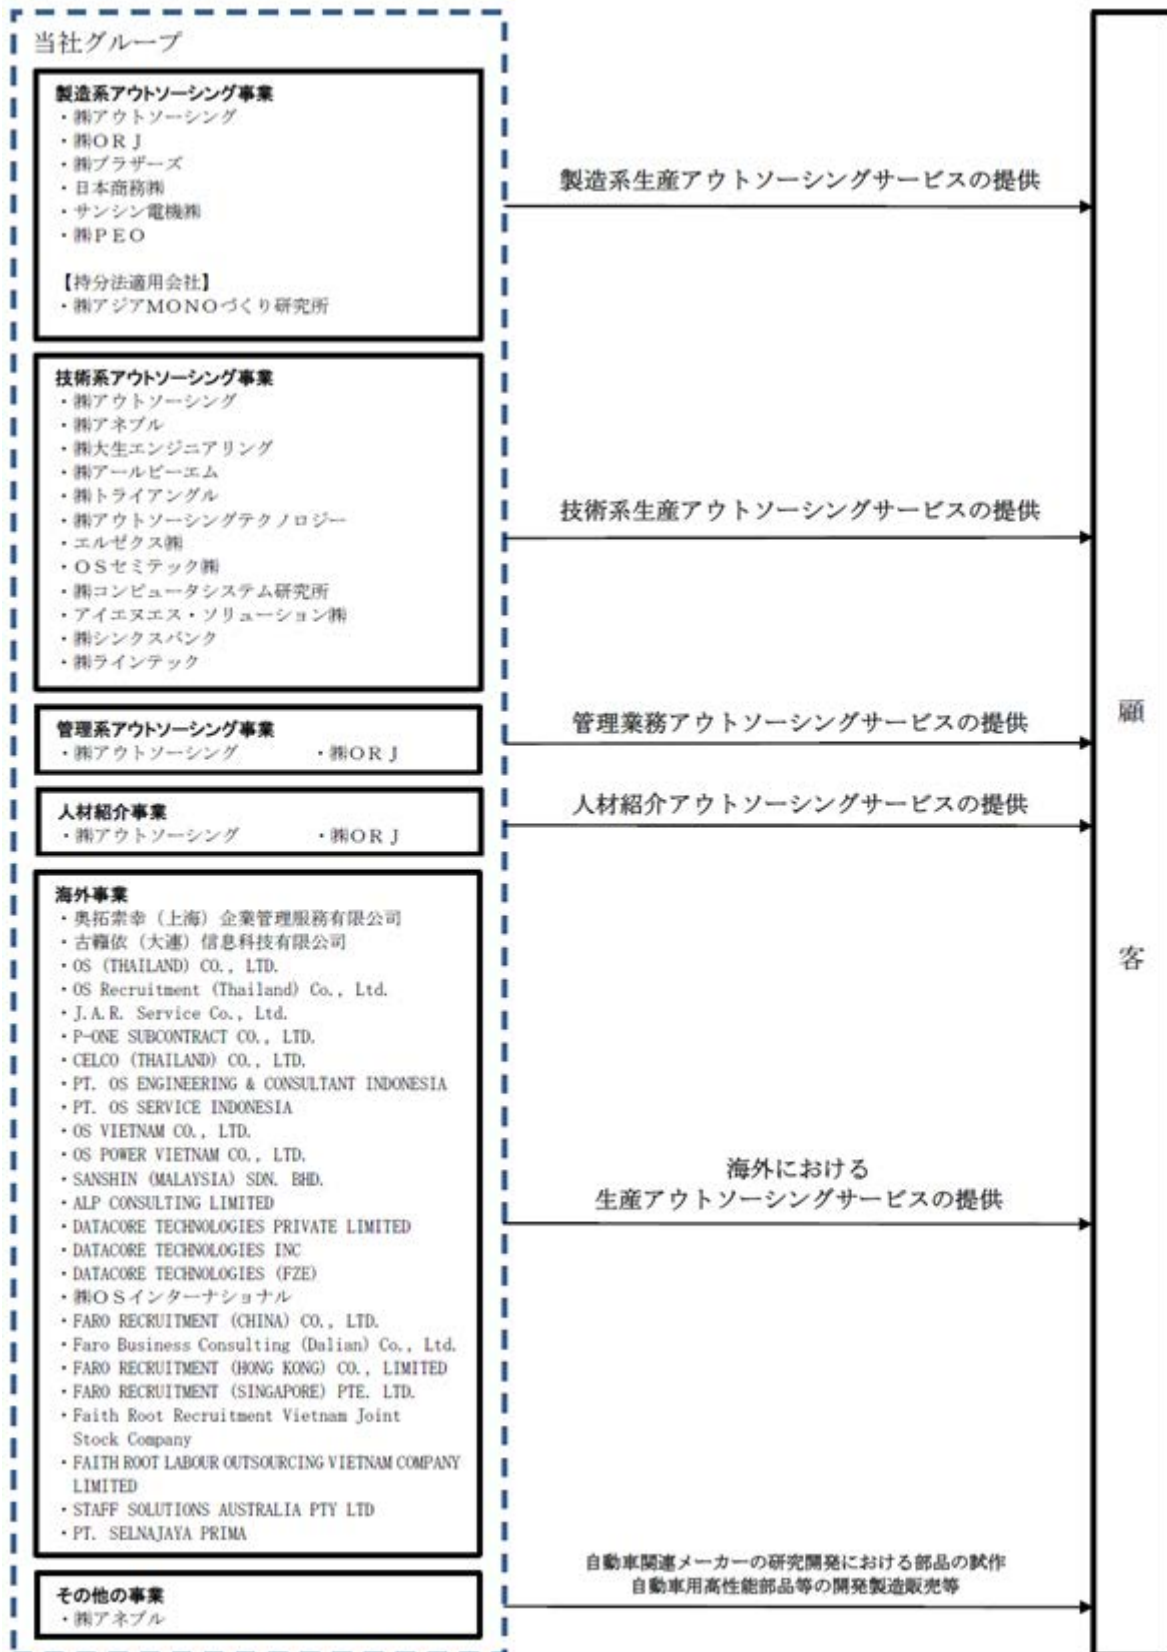 当社グループ
製造系アウトソーシング事業
・㈱アウトソーシング
・㈱ＯＲＪ
・㈱ブラザーズ
・日本商務㈱
・サンシン電機㈱
・㈱ＰＥＯ
【持分法適用会社】
・㈱アジアMONOづくり研究所
製造系生産アウトソーシングサービスの提供
技術系アウトソーシング事業
・㈱アウトソーシング
・㈱アネブル
・㈱大生エンジニアリング
・㈱アールピーエム
・㈱トライアングル
・㈱アウトソーシングテクノロジー
・エルゼクス㈱
・ＯＳセミテック㈱
・㈱コンピュータシステム研究所
・アイエヌエス・ソリューション㈱
・㈱シンクスバンク
・㈱ラインテック
技術系生産アウトソーシングサービスの提供
管理系アウトソーシング事業
・㈱アウトソーシング ・㈱ORJ
管理業務アウトソーシングサービスの提供
人材紹介事業
・㈱アウトソーシング ・㈱ORJ
人材紹介アウトソーシングサービスの提供
海外事業
・奥拓索幸（上海）企業管理服務有限公司
・古籟依（大連）信息科技有限公司
・OS (THAILAND) CO., LTD.
・OS Recruitment (Thailand) Co., Ltd.
・J.A.R. Service Co., Ltd.
・P-ONE SUBCONTRACT CO., LTD.
・CELCO (THAILAND) CO., LTD.
・PT. OS ENGINEERING & CONSULTANT INDONESIA
・PT. OS SERVICE INDONESIA
・OS VIETNAM CO., LTD.
・OS POWER VIETNAM CO., LTD.
・SANSHIN (MALAYSIA) SDN. BHD.
・ALP CONSULTING LIMITED
・DATACORE TECHNOLOGIES PRIVATE LIMITED
・DATACORE TECHNOLOGIES INC
・DATACORE TECHNOLOGIES (FZE)
・㈱ＯＳインターナショナル
・FARO RECRUITMENT (CHINA) CO., LTD.
・Faro Business Consulting (Dalian) Co., Ltd.
・FARO RECRUITMENT (HONG KONG) CO., LIMITED
・FARO RECRUITMENT (SINGAPORE) PTE. LTD.
・Faith Root Recruitment Vietnam Joint
Stock Company
・FAITH ROOT LABOUR OUTSOURCING VIETNAM COMPANY
LIMITED
・STAFF SOLUTIONS AUSTRALIA PTY LTD
・PT. SELNAJAYA PRIMA
海外における
生産アウトソーシングサービスの提供
その他の事業
・㈱アネブル
自動車関連メーカーの研究開発における部品の試作
自動車用高性能部品等の開発製造販売等
顧
客